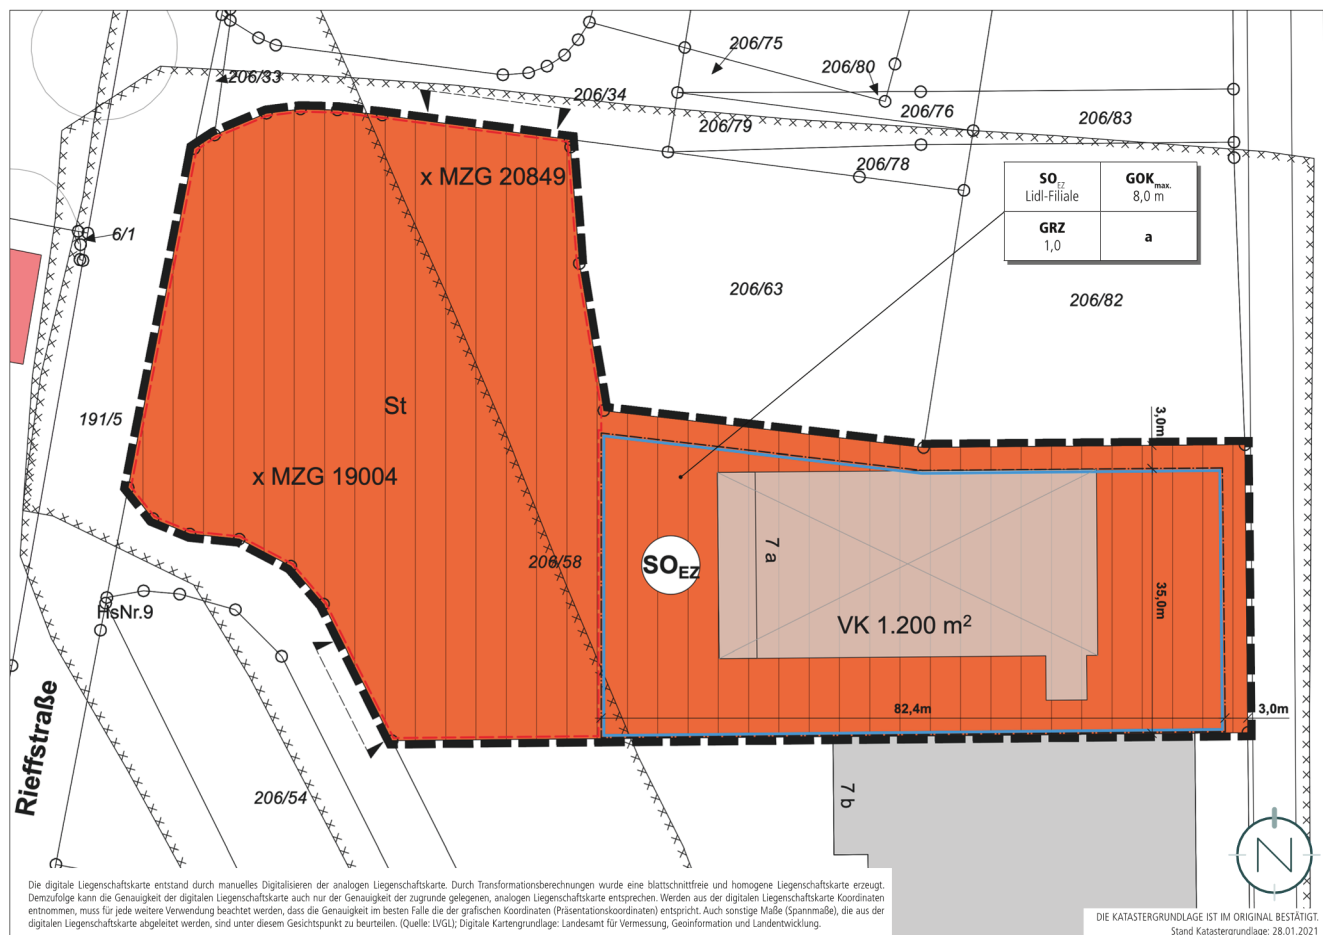 206/75
206/33
206/80
206/34
206/76
206/79
206/83
206/78
x MZG 20849
SO EZ
Lidl-Filiale
GOK max.
8,0 m
GRZ
1,0
a
6/1
206/63
206/82
191/5
St
3,0m
x MZG 19004
206/58
SO EZ
7 a
VK 1.200 m²
35,0m
HsNr.9
82,4m
3,0m
Rieffstraße
206/54
7 b
N
Die digitale Liegenschaftskarte entstand durch manuelles Digitalisieren der analogen Liegenschaftskarte. Durch Transformationsberechnungen wurde eine blattschnittfreie und homogene Liegenschaftskarte erzeugt.
Demzufolge kann die Genauigkeit der digitalen Liegenschaftskarte auch nur der Genauigkeit der zugrunde gelegenen, analogen Liegenschaftskarte entsprechen. Werden aus der digitalen Liegenschaftskarte Koordinaten
entnommen, muss für jede weitere Verwendung beachtet werden, dass die Genauigkeit im besten Falle die der grafischen Koordinaten (Präsentationskoordinaten) entspricht. Auch sonstige Maße (Spannmaße), die aus der
digitalen Liegenschaftskarte abgeleitet werden, sind unter diesem Gesichtspunkt zu beurteilen. (Quelle: LVGL); Digitale Kartengrundlage: Landesamt für Vermessung, Geoinformation und Landentwicklung.
DIE KATASTERGRUNDLAGE IST IM ORIGINAL BESTÄTIGT.
Stand Katastergrundlage: 28.01.2021